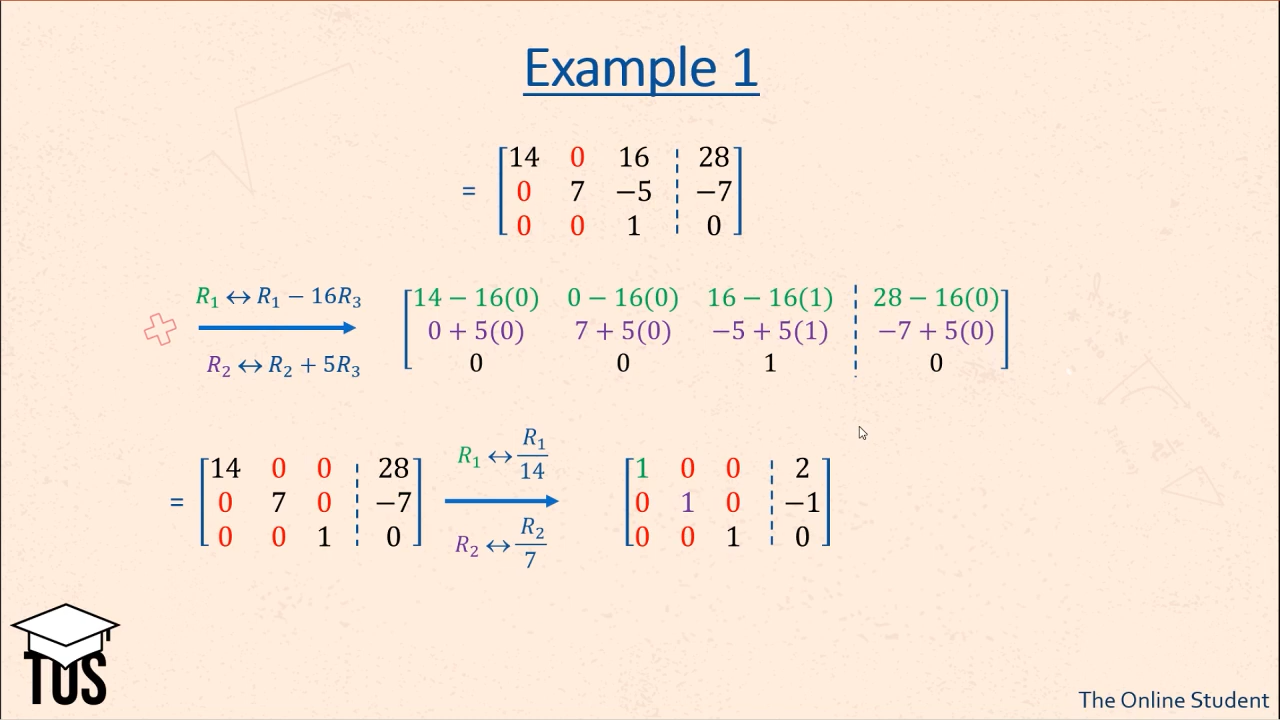 Example 1
= [ 14 0 16 ¦ 28 ]
[ 0 7 −5 ¦ −7 ]
[ 0 0 1 ¦ 0 ]
R₁ ↔ R₁ − 16R₃
R₂ ↔ R₂ + 5R₃
[ 14 − 16(0) 0 − 16(0) 16 − 16(1) ¦ 28 − 16(0) ]
[ 0 + 5(0) 7 + 5(0) −5 + 5(1) ¦ −7 + 5(0) ]
[ 0 0 1 ¦ 0 ]
= [ 14 0 0 ¦ 28 ]
[ 0 7 0 ¦ −7 ]
[ 0 0 1 ¦ 0 ]
R₁ ↔ R₁/14
R₂ ↔ R₂/7
[ 1 0 0 ¦ 2 ]
[ 0 1 0 ¦ −1 ]
[ 0 0 1 ¦ 0 ]
TOS
The Online Student